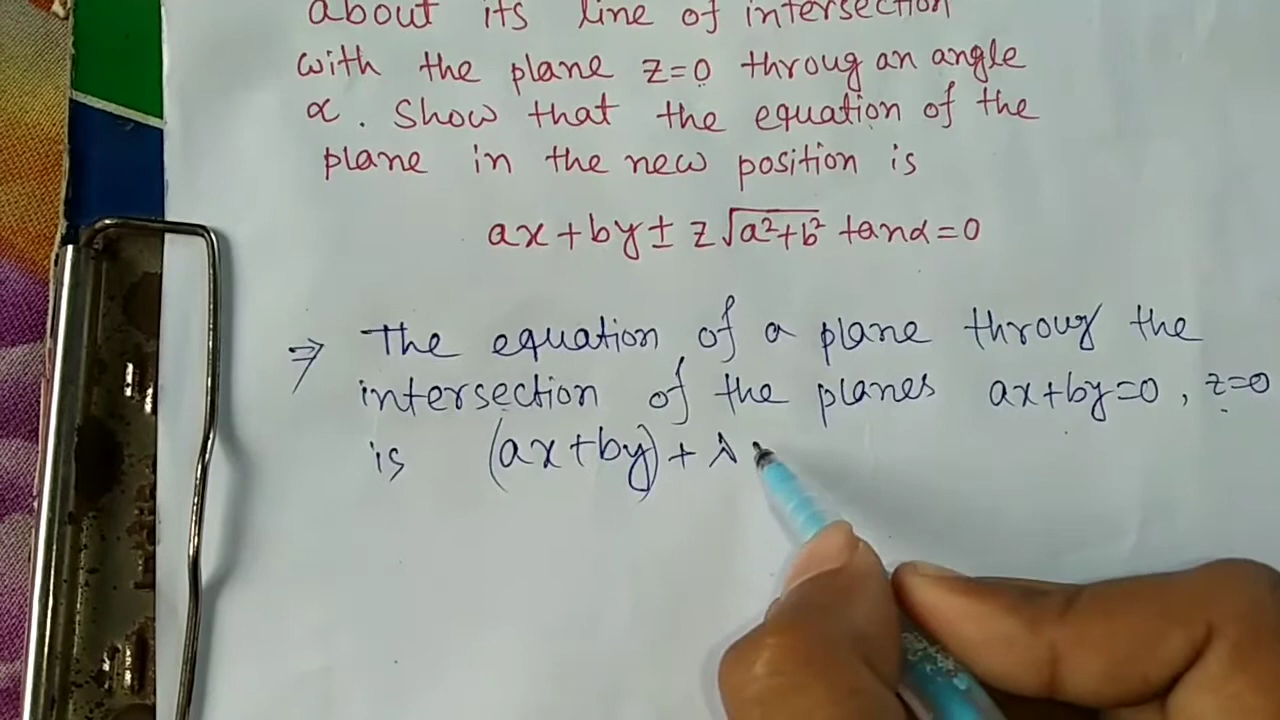 about its line of intersection
with the plane z=0 throug an angle
α. Show that the equation of the
plane in the new position is
ax+by± z√a²+b² tanα=0
⇒ The equation of a plane throug the
intersection of the planes ax+by=0, z=0
is (ax+by)+λ